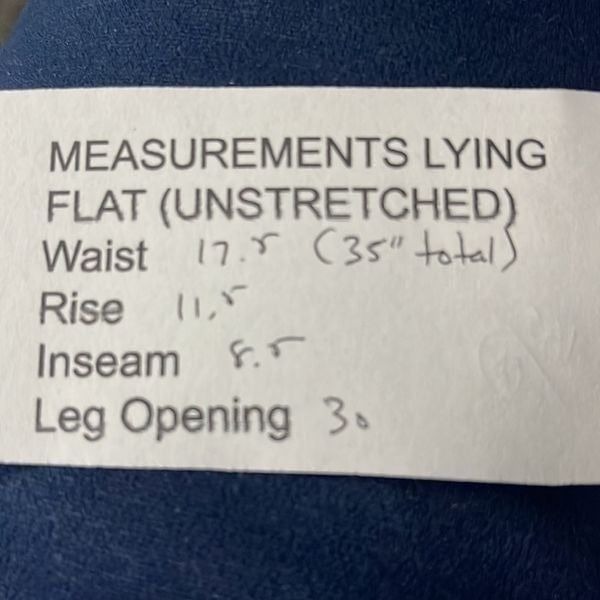 MEASUREMENTS LYING
FLAT (UNSTRETCHED)
Waist 17.5 (35" total)
Rise 11.5
Inseam 8.5
Leg Opening 30